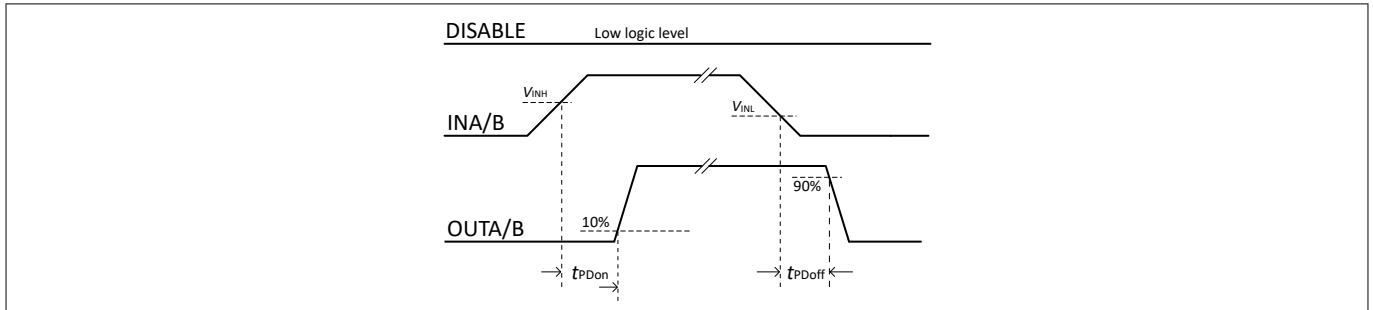 DISABLE Low logic level
VINH
VINL
INA/B
90%
10%
OUTA/B
tPDon tPDoff